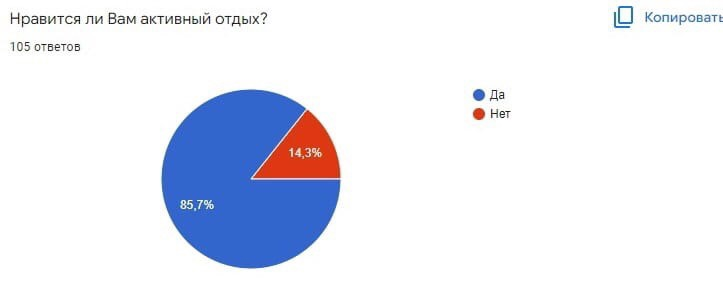 Нравится ли Вам активный отдых?
Копировать
105 ответов
Да
Нет
14,3%
85,7%